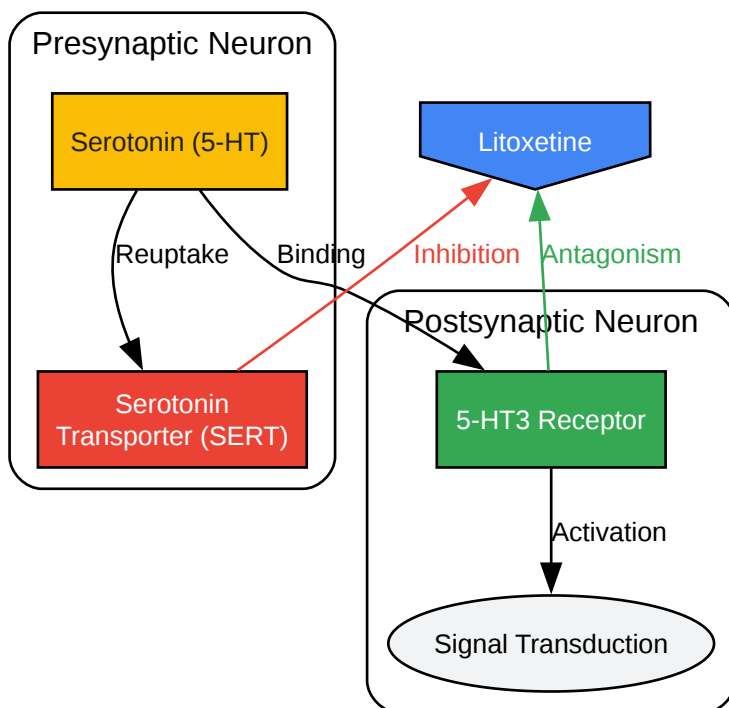 Presynaptic Neuron
Serotonin (5-HT)
Litoxetine
Reuptake
Binding
Inhibition
Antagonism
Postsynaptic Neuron
Serotonin
Transporter (SERT)
5-HT3 Receptor
Activation
Signal Transduction